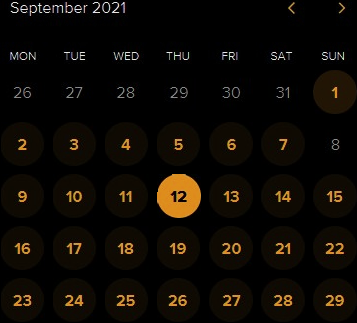 September 2021 < >
MON TUE WED THU FRI SAT SUN
26 27 28 29 30 31 1
2 3 4 5 6 7 8
9 10 11 12 13 14 15
16 17 18 19 20 21 22
23 24 25 26 27 28 29